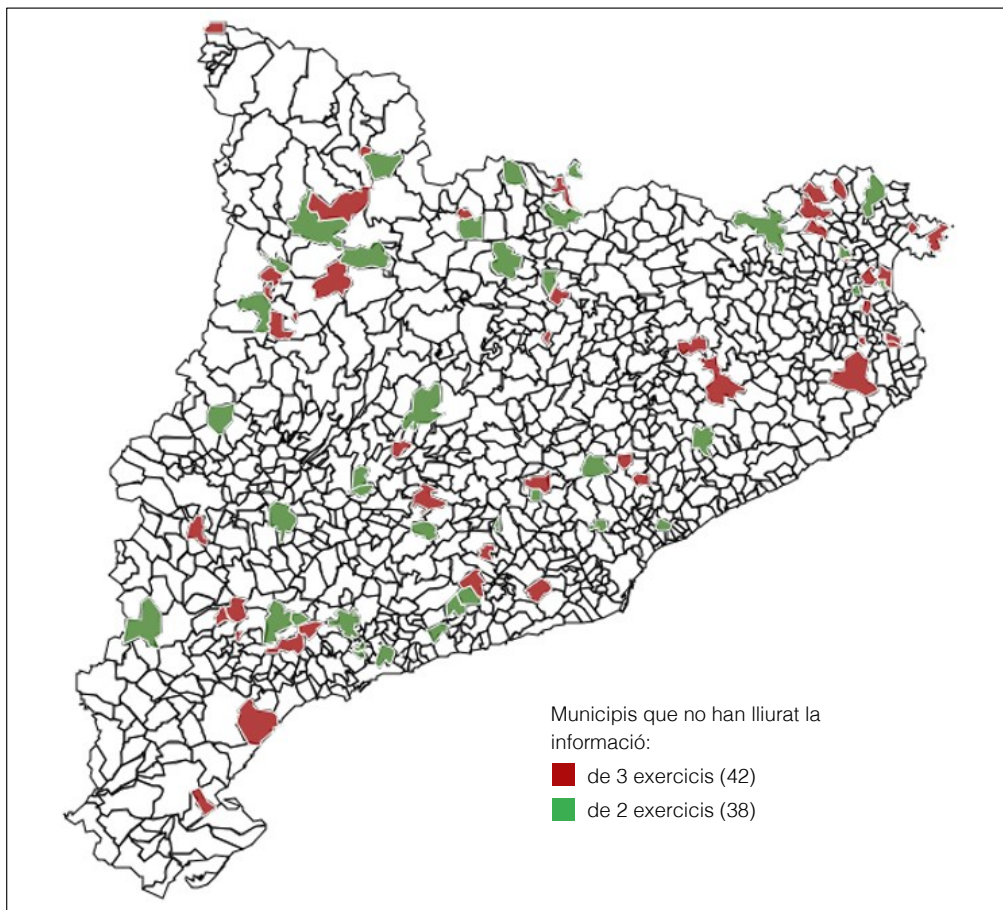 Municipis que no han lliurat la
informació:
de 3 exercicis (42)
de 2 exercicis (38)